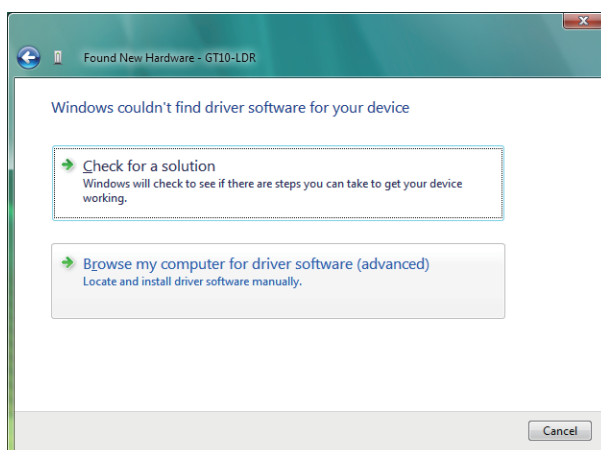 Found New Hardware - GT10-LDR
Windows couldn't find driver software for your device
Check for a solution
Windows will check to see if there are steps you can take to get your device
working.
Browse my computer for driver software (advanced)
Locate and install driver software manually.
Cancel